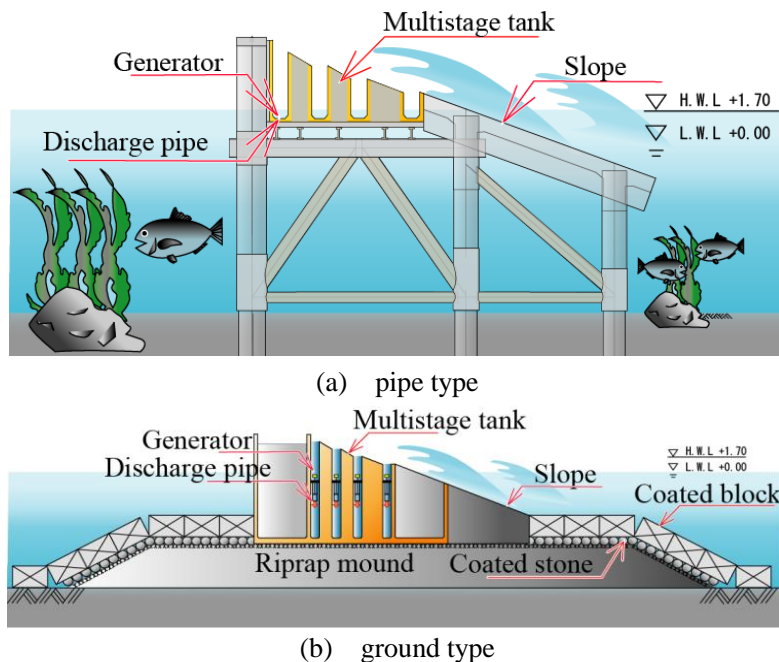 Multistage tank
Generator
Slope
H.W.L +1.70
Discharge pipe
L.W.L +0.00
(a) pipe type
Multistage tank
Generator
H.W.L +1.70
Discharge pipe
L.W.L +0.00
Slope
Coated block
Riprap mound
Coated stone
(b) ground type